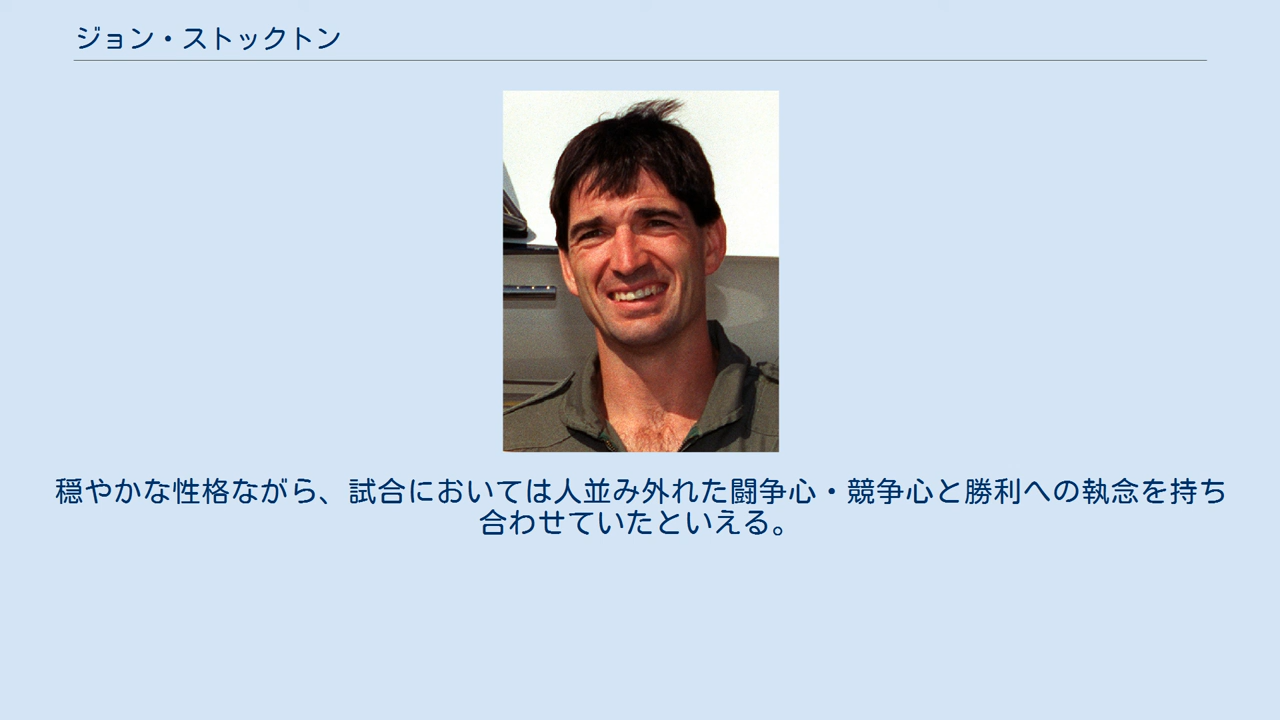 ジョン・ストックトン
穏やかな性格ながら、試合においては人並み外れた闘争心・競争心と勝利への執念を持ち
合わせていたといえる。